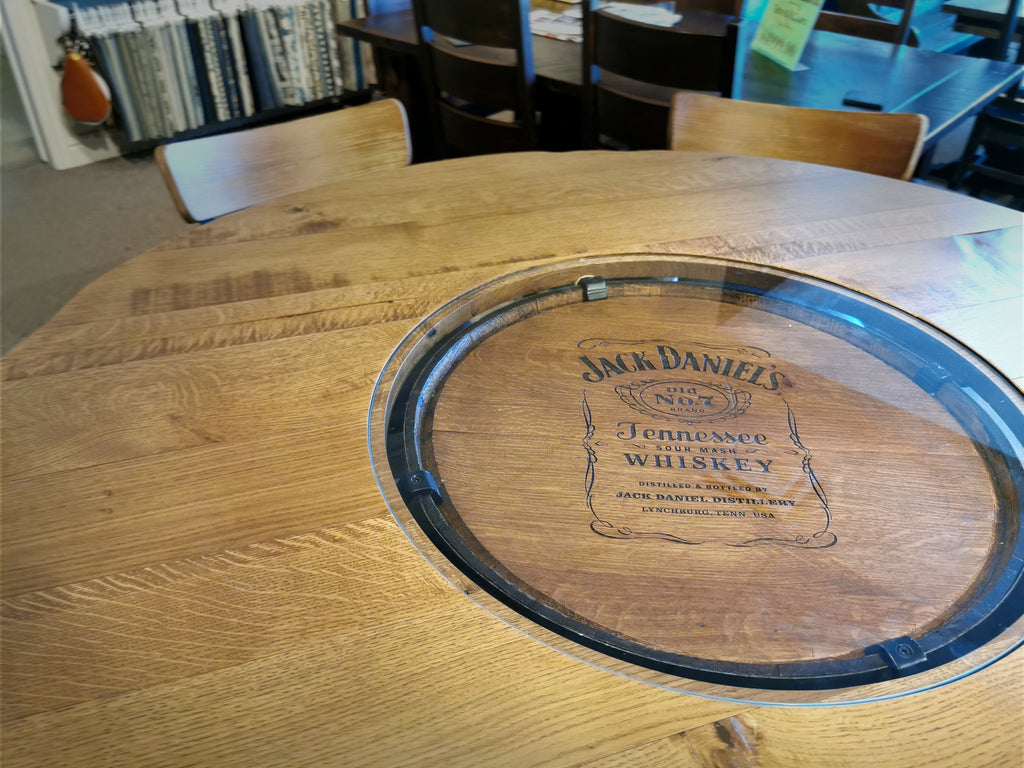 JACK DANIEL'S
Old
No.7
BRAND
Tennessee
SOUR MASH
WHISKEY
DISTILLED & BOTTLED BY
JACK DANIEL DISTILLERY
LYNCHBURG, TENN. USA